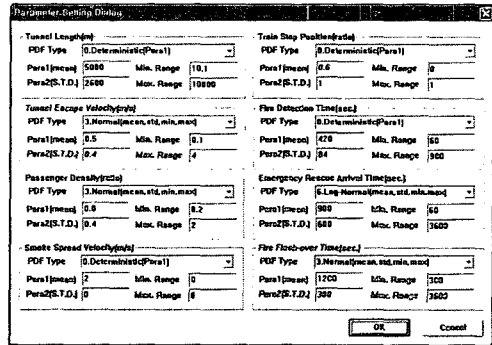 Parameter Setting Dialog
Tunnel Length(m)
PDF Type 0.Deterministic(Para1)
Para1(mean) 5000 Min. Range 10.1
Para2(S.T.D.) 2600 Max. Range 10000
Tunnel Escape Velocity(m/s)
PDF Type 3.Normal(mean,std,min,max)
Para1(mean) 0.5 Min. Range 0.1
Para2(S.T.D.) 0.4 Max. Range 4
Passenger Density(ratio)
PDF Type 3.Normal(mean,std,min,max)
Para1(mean) 0.8 Min. Range 0.2
Para2(S.T.D.) 0.4 Max. Range 2
Smoke Spread Velocity(m/s)
PDF Type 0.Deterministic(Para1)
Para1(mean) 2 Min. Range 0
Para2(S.T.D.) 0 Max. Range
Train Stop Position(ratio)
PDF Type 0.Deterministic(Para1)
Para1(mean) 0.6 Min. Range 0
Para2(S.T.D.) 1 Max. Range 1
Fire Detection Time(sec.)
PDF Type 0.Deterministic(Para1)
Para1(mean) 420 Min. Range 60
Para2(S.T.D.) 84 Max. Range 900
Emergency Rescue Arrival Time(sec.)
PDF Type 6.Log-Normal(mean,std,min,max)
Para1(mean) 900 Min. Range 60
Para2(S.T.D.) 600 Max. Range 3600
Fire Flash-over Time(sec.)
PDF Type 3.Normal(mean,std,min,max)
Para1(mean) 1200 Min. Range 300
Para2(S.T.D.) 300 Max. Range 3600
OK Cancel